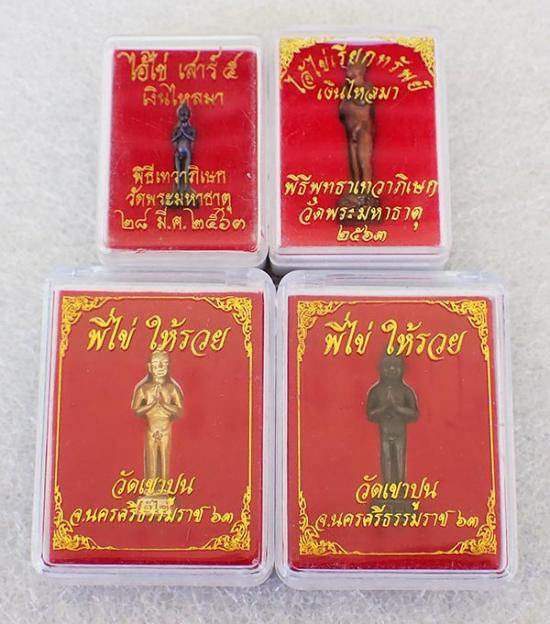 ไอ้ไข่ เสาร์ ๕
เงินไหลมา
พิธีเทวาภิเษก
วัดพระมหาธาตุ
๒๘ มี.ค.๒๕๖๓
ไอ้ไข่เรียกทรัพย์
เงินไหลมา
พิธีพุทธาเทวาภิเษก
วัดพระมหาธาตุ
๒๕๖๓
พี่ไข่ ให้รวย
วัดเขาปูน
จ.นครศรีธรรมราช ๖๓
พี่ไข่ ให้รวย
วัดเขาปูน
จ.นครศรีธรรมราช ๖๓